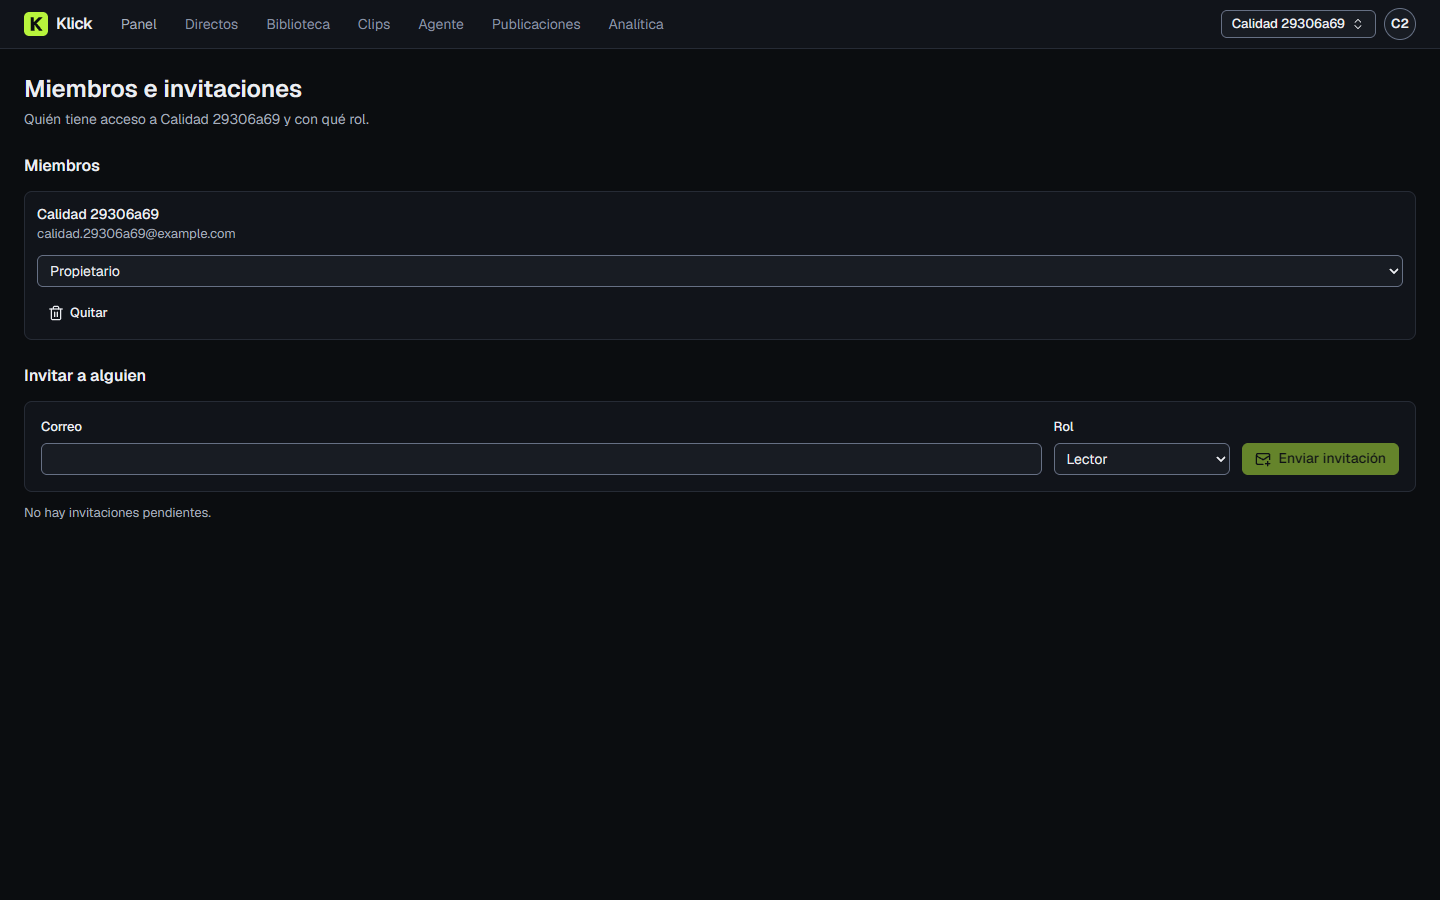 K Klick Panel Directos Biblioteca Clips Agente Publicaciones Analítica Calidad 29306a69 C2
Miembros e invitaciones
Quién tiene acceso a Calidad 29306a69 y con qué rol.
Miembros
Calidad 29306a69
calidad.29306a69@example.com
Propietario
Quitar
Invitar a alguien
Correo Rol
Lector Enviar invitación
No hay invitaciones pendientes.